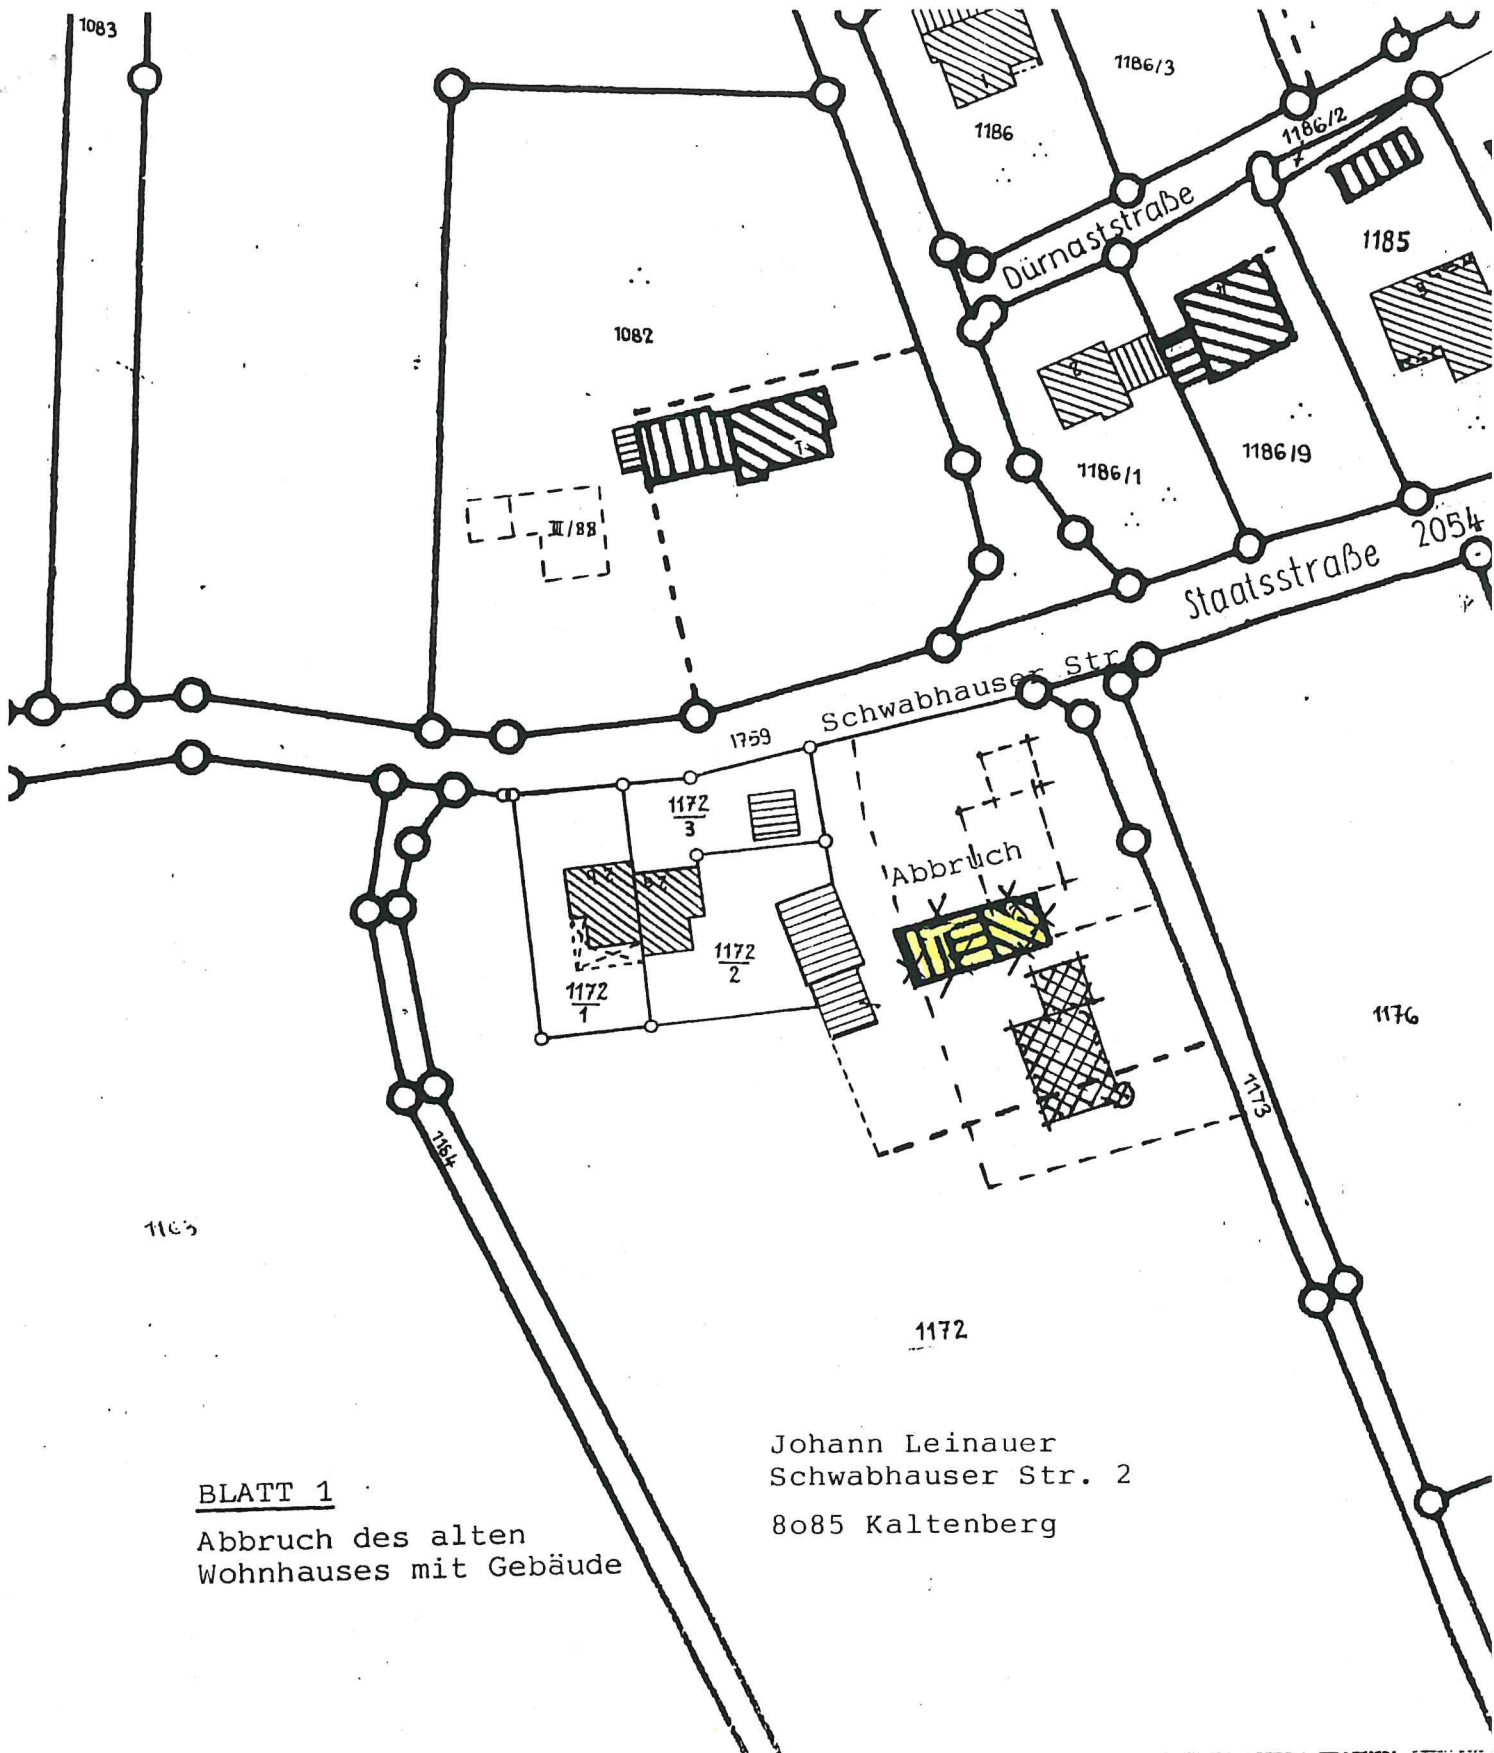 1083
1186/3
1186/2
1186
Dürnaststraße
1185
1082
1186/1
1186/9
III/88
2054
Staatsstraße
Schwabhauser Str.
1759
1172
3
Abbruch
1172
2
1172
1
1176
1173
1164
1163
1172
Johann Leinauer
Schwabhauser Str. 2
8o85 Kaltenberg
BLATT 1
Abbruch des alten
Wohnhauses mit Gebäude